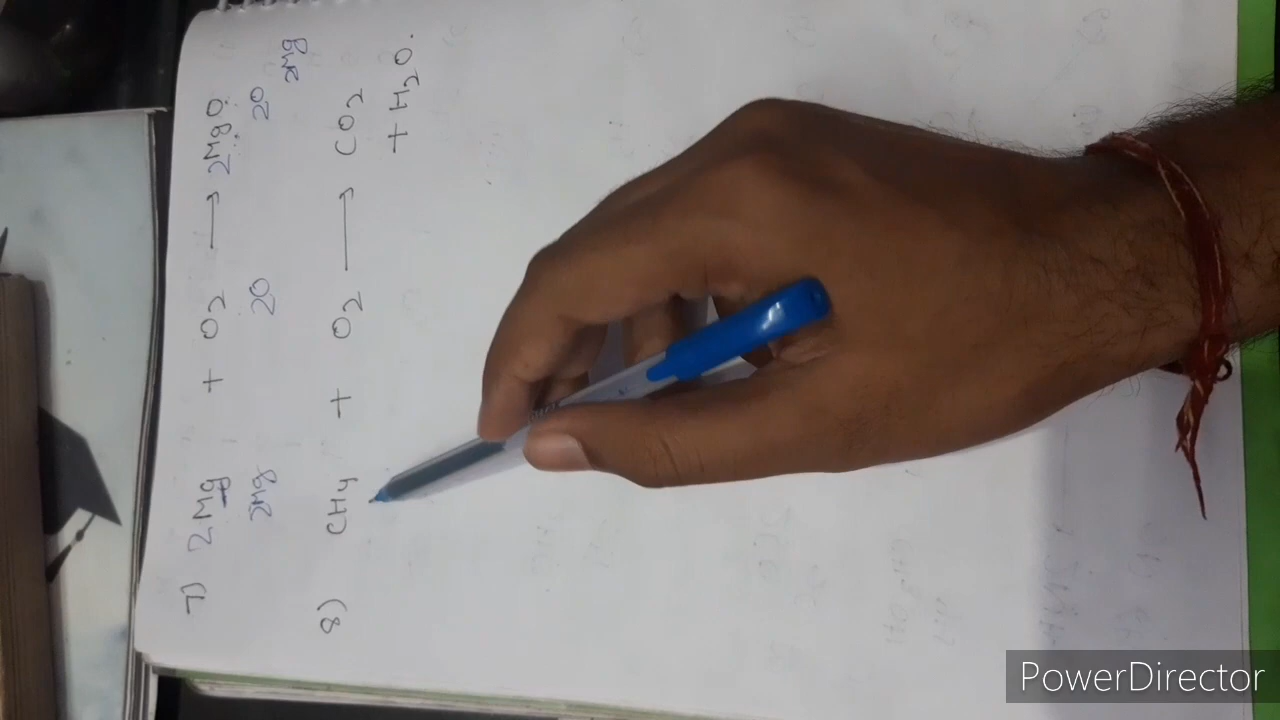 7) 2Mg + O₂ → 2MgO
2Mg 2O 2O
2Mg
8) CH4 + O₂ → CO₂
+ H₂O.
PowerDirector